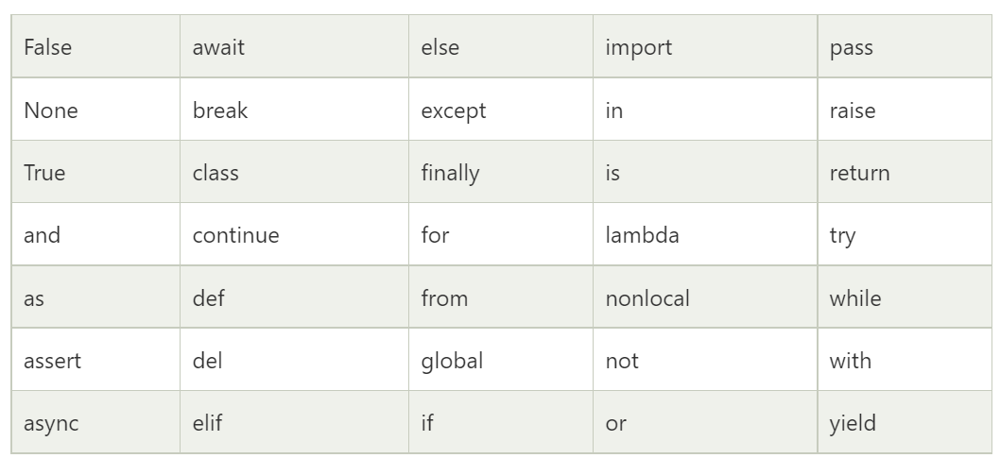 False await else import pass
None break except in raise
True class finally is return
and continue for lambda try
as def from nonlocal while
assert del global not with
async elif if or yield